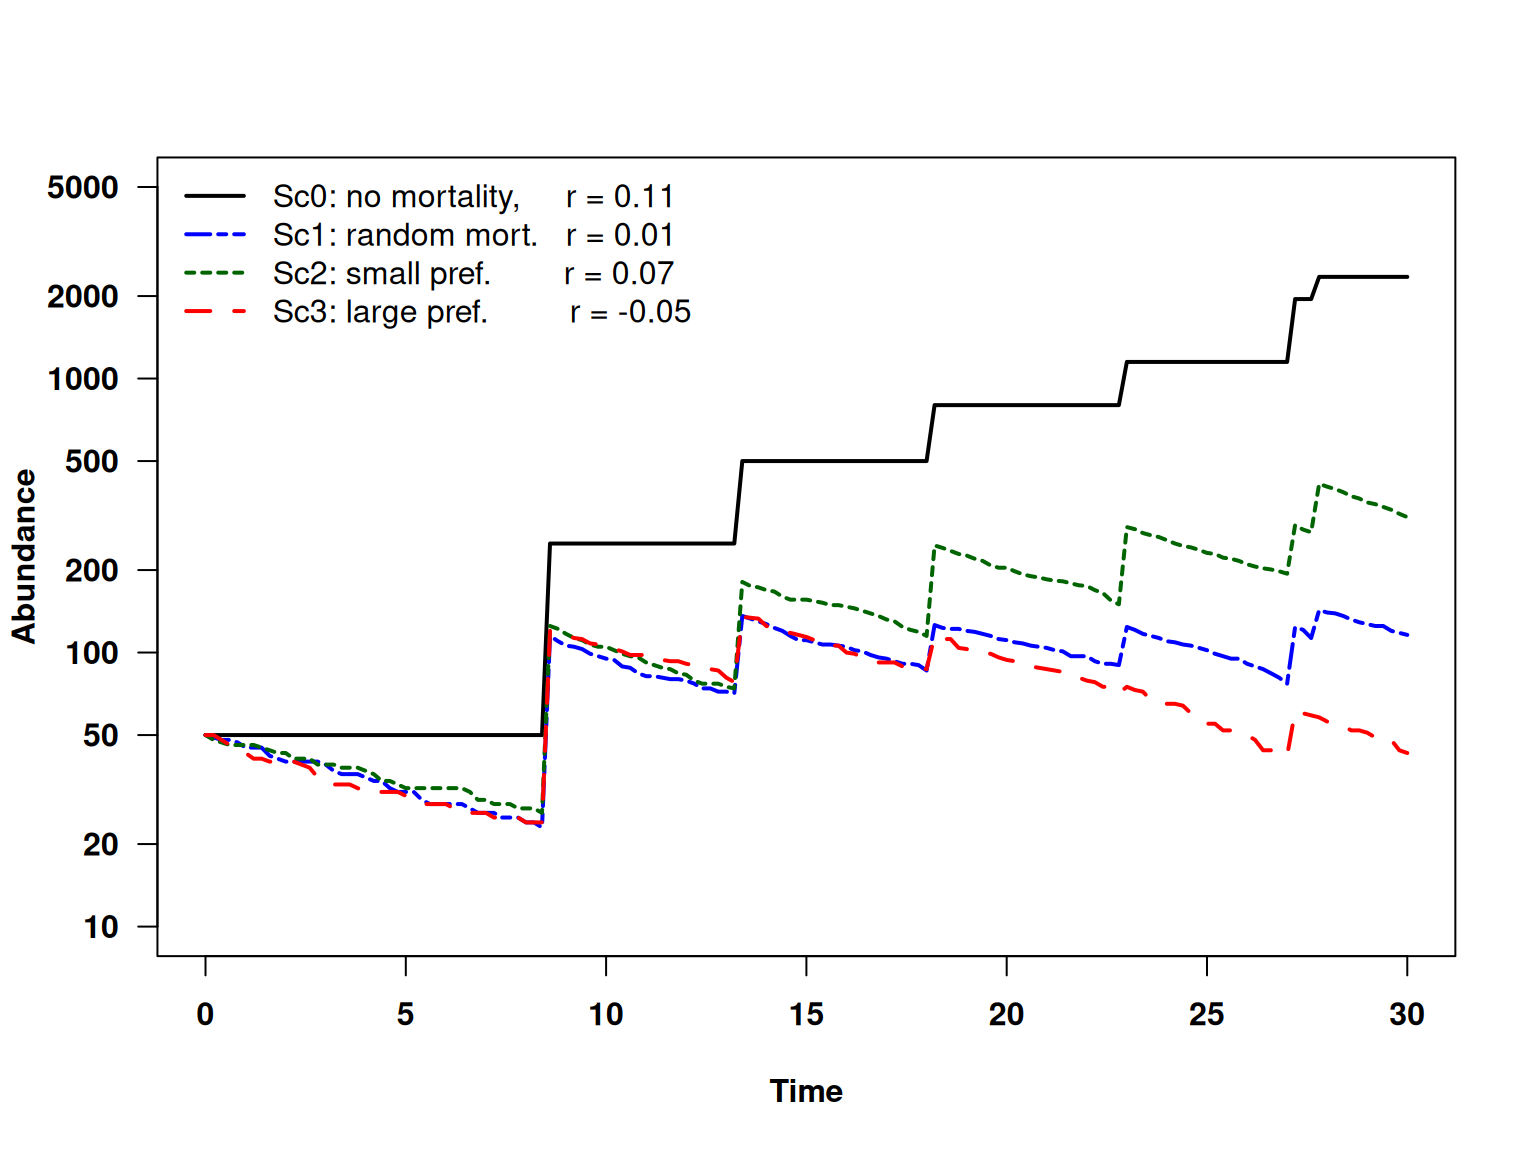 5000
2000
1000
500
200
100
50
20
10
Abundance
Sc0: no mortality, r = 0.11
Sc1: random mort. r = 0.01
Sc2: small pref. r = 0.07
Sc3: large pref. r = -0.05
0 5 10 15 20 25 30
Time